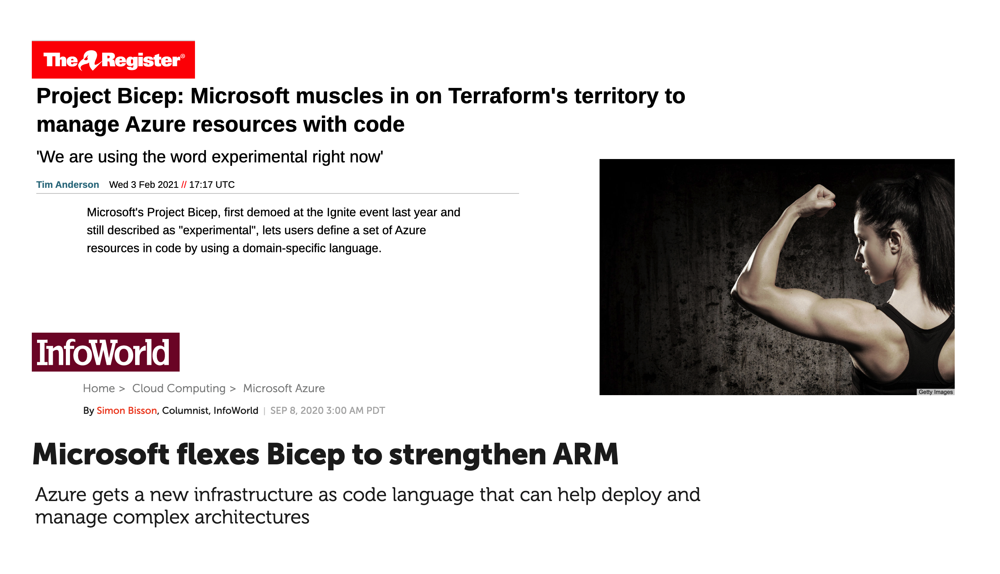 The Register®
Project Bicep: Microsoft muscles in on Terraform's territory to
manage Azure resources with code
'We are using the word experimental right now'
Tim Anderson Wed 3 Feb 2021 // 17:17 UTC
Microsoft's Project Bicep, first demoed at the Ignite event last year and
still described as "experimental", lets users define a set of Azure
resources in code by using a domain-specific language.
Getty Images
InfoWorld
Home > Cloud Computing > Microsoft Azure
By Simon Bisson, Columnist, InfoWorld | SEP 8, 2020 3:00 AM PDT
Microsoft flexes Bicep to strengthen ARM
Azure gets a new infrastructure as code language that can help deploy and
manage complex architectures